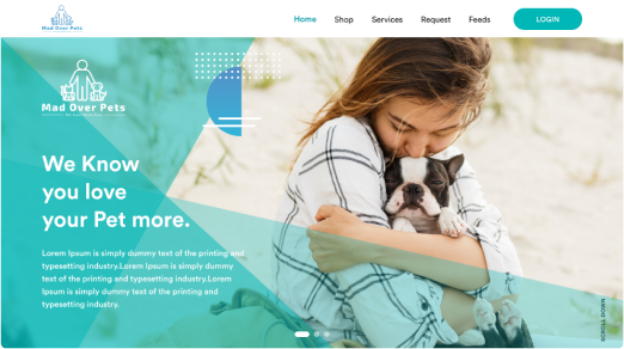 Mad Over Pets
Home Shop Services Request Feeds LOGIN
Mad Over Pets
We Know
you love
your Pet more.
Lorem Ipsum is simply dummy text of the printing and
typesetting industry.Lorem Ipsum is simply dummy
text of the printing and typesetting industry.Lorem
Ipsum is simply dummy text of the printing and
typesetting industry.
SCROLL DOWN